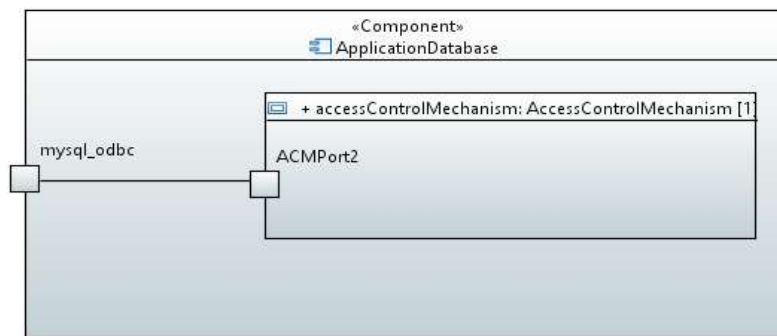 «Component»
ApplicationDatabase
+ accessControlMechanism: AccessControlMechanism [1]
mysql_odbc
ACMPort2